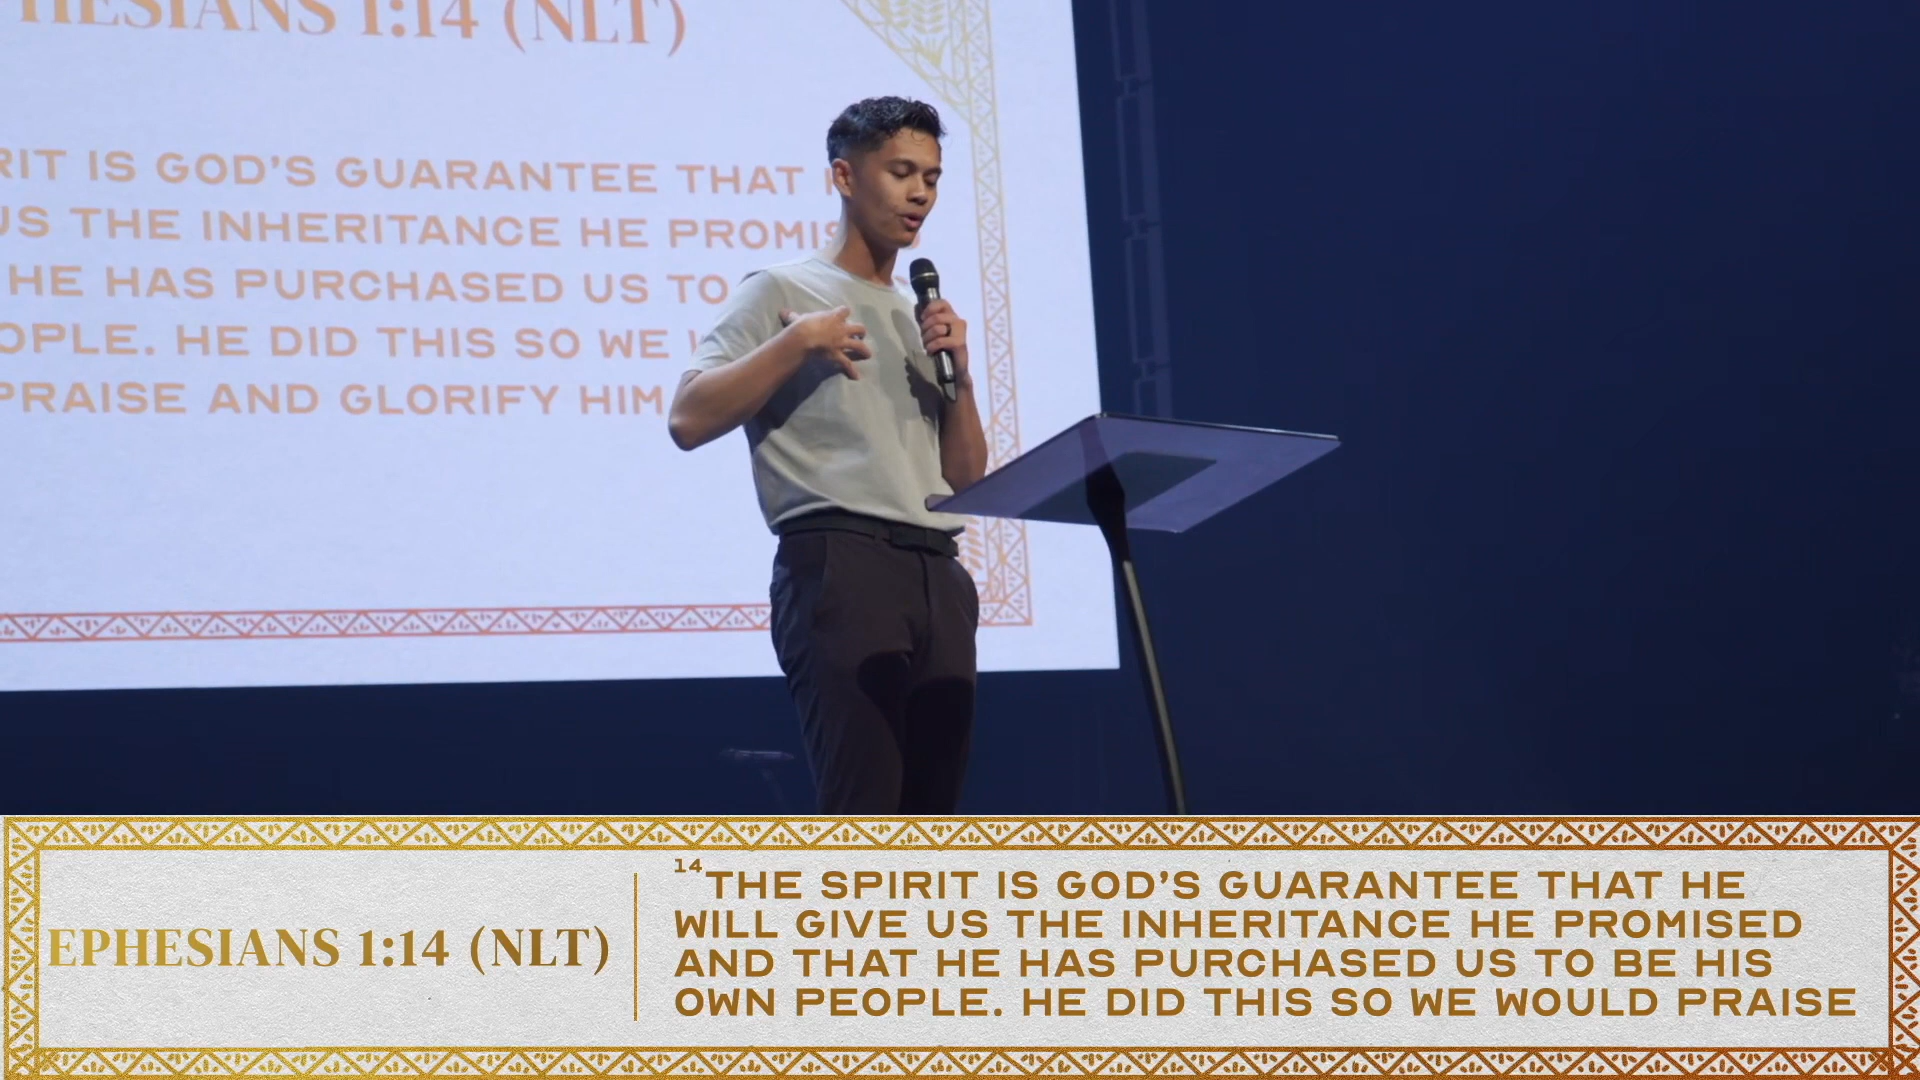 HESIANS 1:14 (NLT)
RIT IS GOD'S GUARANTEE THAT
US THE INHERITANCE HE PROMIS
HE HAS PURCHASED US TO
OPLE. HE DID THIS SO WE W
PRAISE AND GLORIFY HIM
EPHESIANS 1:14 (NLT)
14 THE SPIRIT IS GOD'S GUARANTEE THAT HE
WILL GIVE US THE INHERITANCE HE PROMISED
AND THAT HE HAS PURCHASED US TO BE HIS
OWN PEOPLE. HE DID THIS SO WE WOULD PRAISE